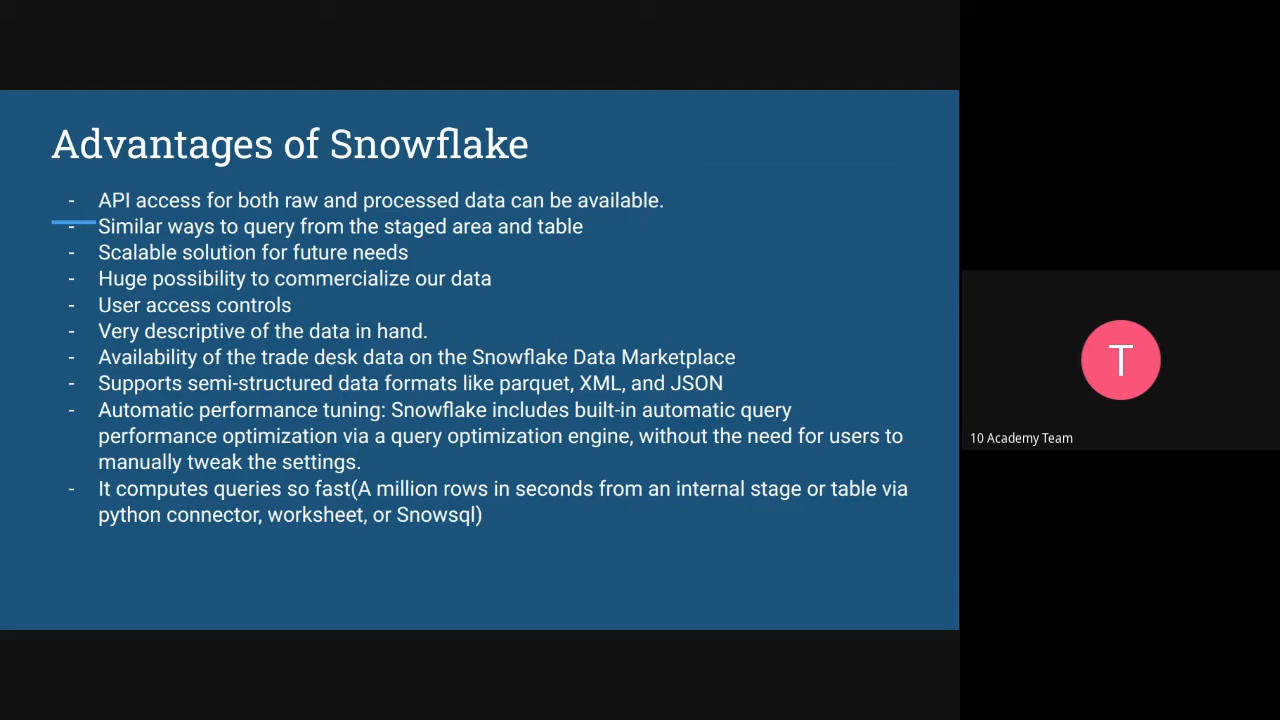 Advantages of Snowflake
- API access for both raw and processed data can be available.
- Similar ways to query from the staged area and table
- Scalable solution for future needs
- Huge possibility to commercialize our data
- User access controls
- Very descriptive of the data in hand.
- Availability of the trade desk data on the Snowflake Data Marketplace
- Supports semi-structured data formats like parquet, XML, and JSON
- Automatic performance tuning: Snowflake includes built-in automatic query
performance optimization via a query optimization engine, without the need for users to
manually tweak the settings.
- It computes queries so fast(A million rows in seconds from an internal stage or table via
python connector, worksheet, or Snowsql)
T
10 Academy Team